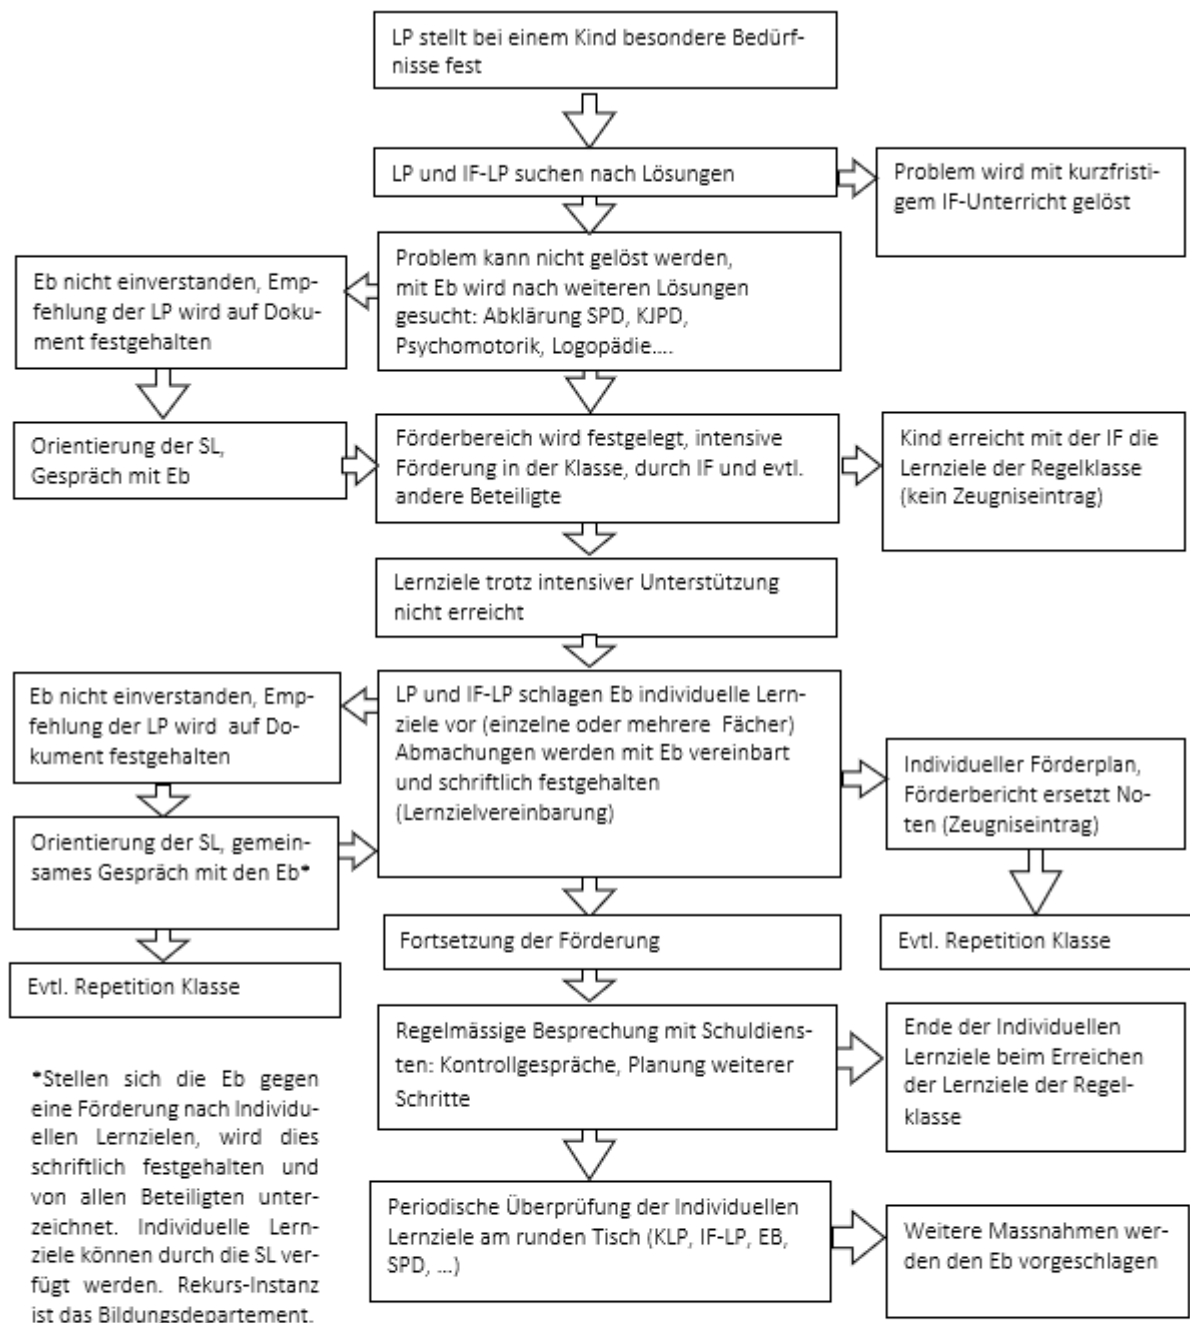 LP stellt bei einem Kind besondere Bedürf-
nisse fest
LP und IF-LP suchen nach Lösungen
Problem wird mit kurzfristi-
gem IF-Unterricht gelöst
Problem kann nicht gelöst werden,
mit Eb wird nach weiteren Lösungen
gesucht: Abklärung SPD, KJPD,
Psychomotorik, Logopädie....
Eb nicht einverstanden, Emp-
fehlung der LP wird auf Doku-
ment festgehalten
Orientierung der SL,
Gespräch mit Eb
Förderbereich wird festgelegt, intensive
Förderung in der Klasse, durch IF und evtl.
andere Beteiligte
Kind erreicht mit der IF die
Lernziele der Regelklasse
(kein Zeugniseintrag)
Lernziele trotz intensiver Unterstützung
nicht erreicht
Eb nicht einverstanden, Emp-
fehlung der LP wird auf Do-
kument festgehalten
LP und IF-LP schlagen Eb individuelle Lern-
ziele vor (einzelne oder mehrere Fächer)
Abmachungen werden mit Eb vereinbart
und schriftlich festgehalten
(Lernzielvereinbarung)
Individueller Förderplan,
Förderbericht ersetzt No-
ten (Zeugniseintrag)
Orientierung der SL, gemein-
sames Gespräch mit den Eb*
Fortsetzung der Förderung
Evtl. Repetition Klasse
Evtl. Repetition Klasse
Regelmässige Besprechung mit Schuldiens-
ten: Kontrollgespräche, Planung weiterer
Schritte
Ende der Individuellen
Lernziele beim Erreichen
der Lernziele der Regel-
klasse
*Stellen sich die Eb gegen
eine Förderung nach Individu-
ellen Lernzielen, wird dies
schriftlich festgehalten und
von allen Beteiligten unter-
zeichnet. Individuelle Lern-
ziele können durch die SL ver-
fügt werden. Rekurs-Instanz
ist das Bildungsdepartement.
Periodische Überprüfung der Individuellen
Lernziele am runden Tisch (KLP, IF-LP, EB,
SPD, ...)
Weitere Massnahmen wer-
den den Eb vorgeschlagen